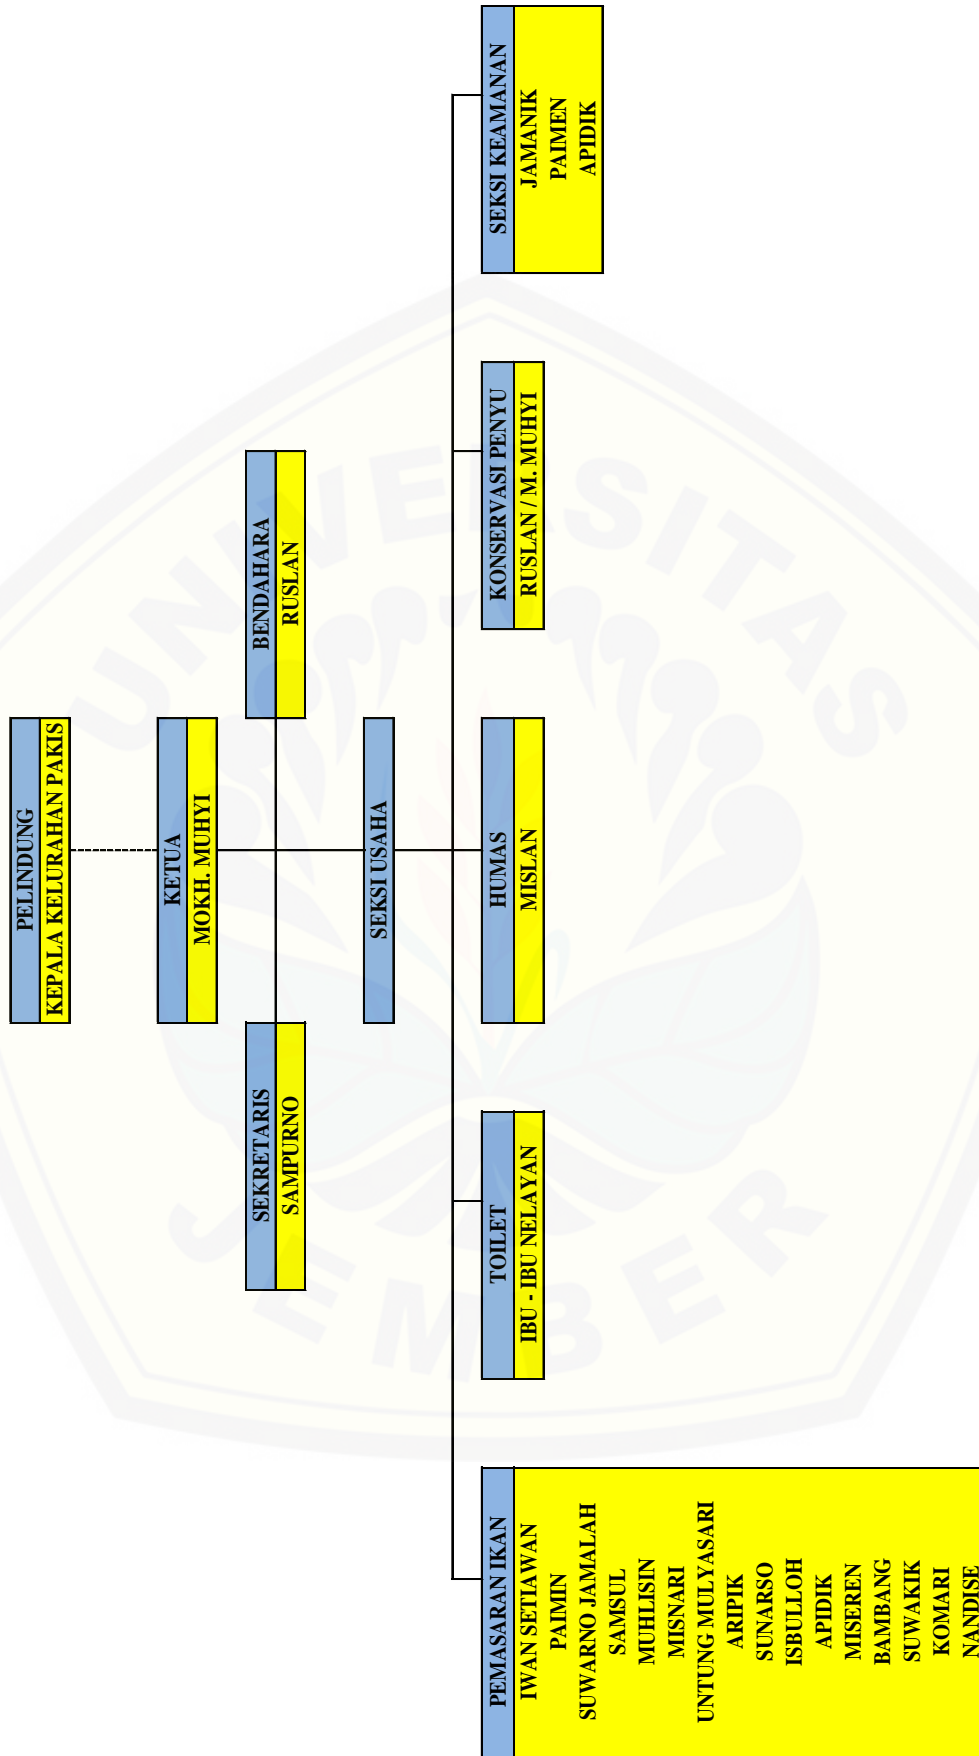 PELINDUNG
KEPALA KELURAHAN PAKIS
KETUA
MOKH. MUHYI
SEKRETARIS
SAMPURNO
BENDAHARA
RUSLAN
SEKSI USAHA
PEMASARAN IKAN
IWAN SETIAWAN
PAIMIN
SUWARNO JAMALAH
SAMSUL
MUHLISIN
MISNARI
UNTUNG MULYASARI
ARIPIK
SUNARSO
ISBULLOH
APIDIK
MISEREN
BAMBANG
SUWAKIK
KOMARI
NANDISE
TOILET
IBU - IBU NELAYAN
HUMAS
MISLAN
KONSERVASI PENYU
RUSLAN / M. MUHYI
SEKSI KEAMANAN
JAMANIK
PAIMEN
APIDIK
UNIVERSITAS
JEMBER